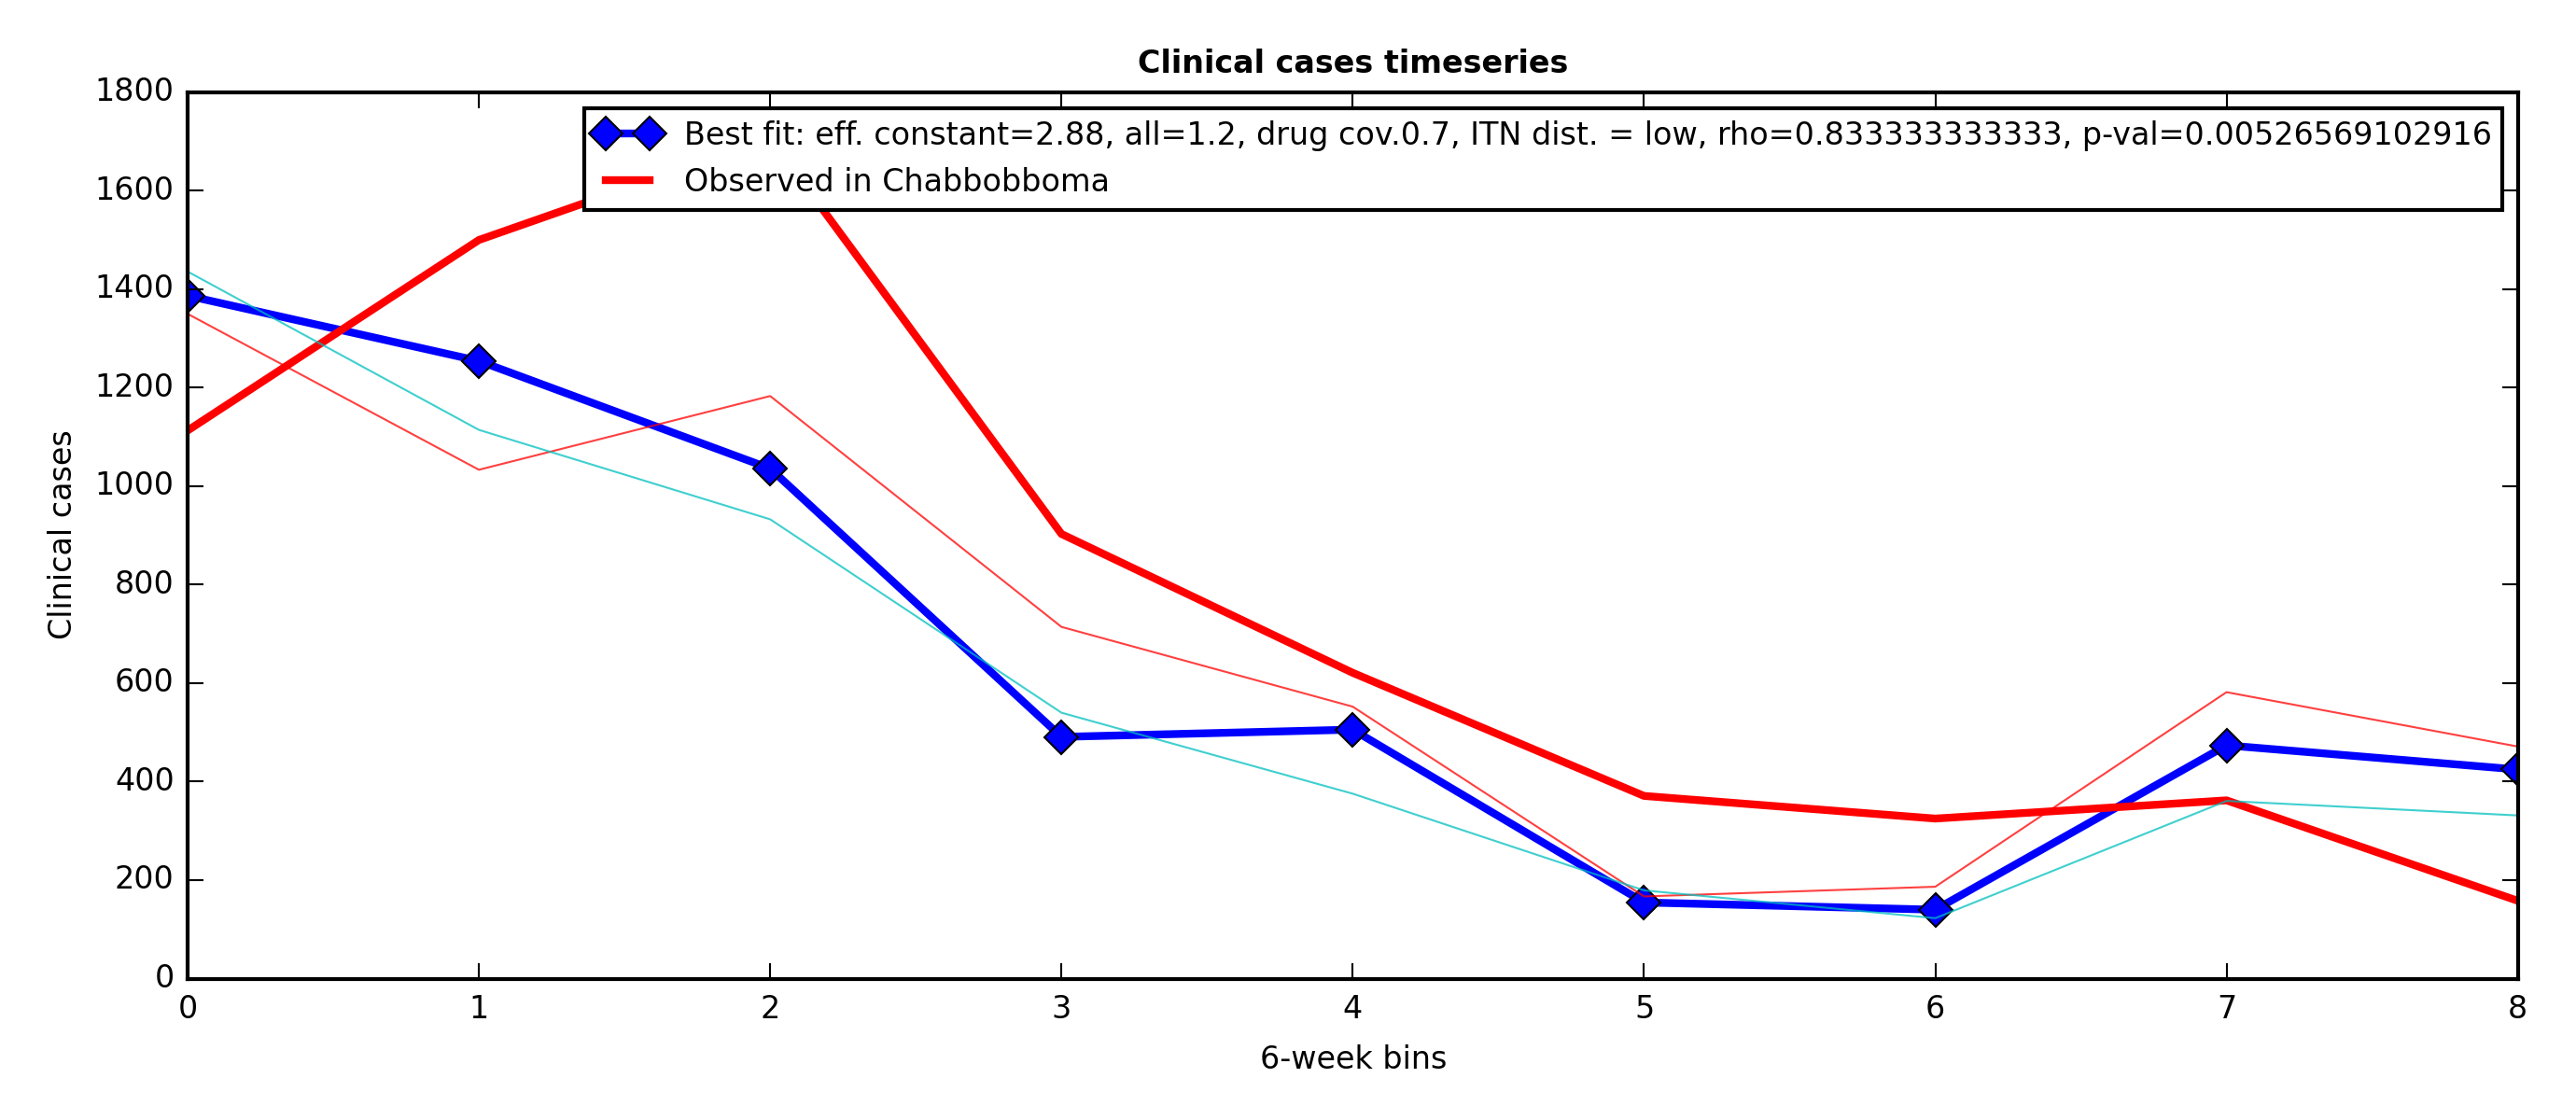 Clinical cases timeseries
1800
1600
1400
1200
1000
800
600
400
200
0
Clinical cases
Best fit: eff. constant=2.88, all=1.2, drug cov.0.7, ITN dist. = low, rho=0.833333333333, p-val=0.00526569102916
Observed in Chabbobboma
0 1 2 3 4 5 6 7 8
6-week bins